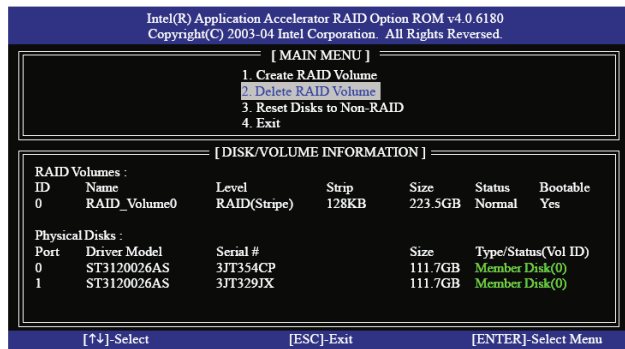 Intel(R) Application Accelerator RAID Option ROM v4.0.6180
Copyright(C) 2003-04 Intel Corporation. All Rights Reversed.
[ MAIN MENU ]
1. Create RAID Volume
2. Delete RAID Volume
3. Reset Disks to Non-RAID
4. Exit
[ DISK/VOLUME INFORMATION ]
RAID Volumes :
ID Name Level Strip Size Status Bootable
0 RAID_Volume0 RAID(Stripe) 128KB 223.5GB Normal Yes
Physical Disks :
Port Driver Model Serial # Size Type/Status(Vol ID)
0 ST3120026AS 3JT354CP 111.7GB Member Disk(0)
1 ST3120026AS 3JT329JX 111.7GB Member Disk(0)
[↑↓]-Select [ESC]-Exit [ENTER]-Select Menu